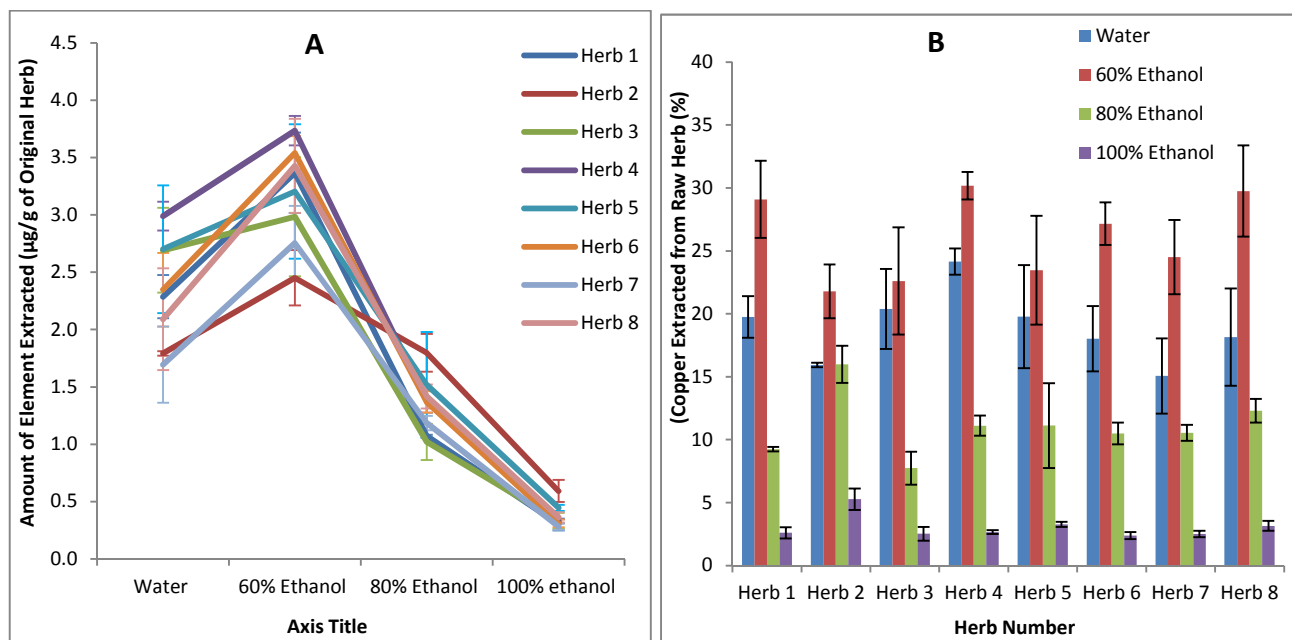 A
Amount of Element Extracted (µg/g of Original Herb)
4.5
4.0
3.5
3.0
2.5
2.0
1.5
1.0
0.5
0.0
Water
60% Ethanol
80% Ethanol
100% ethanol
Axis Title
Herb 1
Herb 2
Herb 3
Herb 4
Herb 5
Herb 6
Herb 7
Herb 8
B
(Copper Extracted from Raw Herb (%)
40
35
30
25
20
15
10
5
0
Water
60% Ethanol
80% Ethanol
100% Ethanol
Herb 1
Herb 2
Herb 3
Herb 4
Herb 5
Herb 6
Herb 7
Herb 8
Herb Number